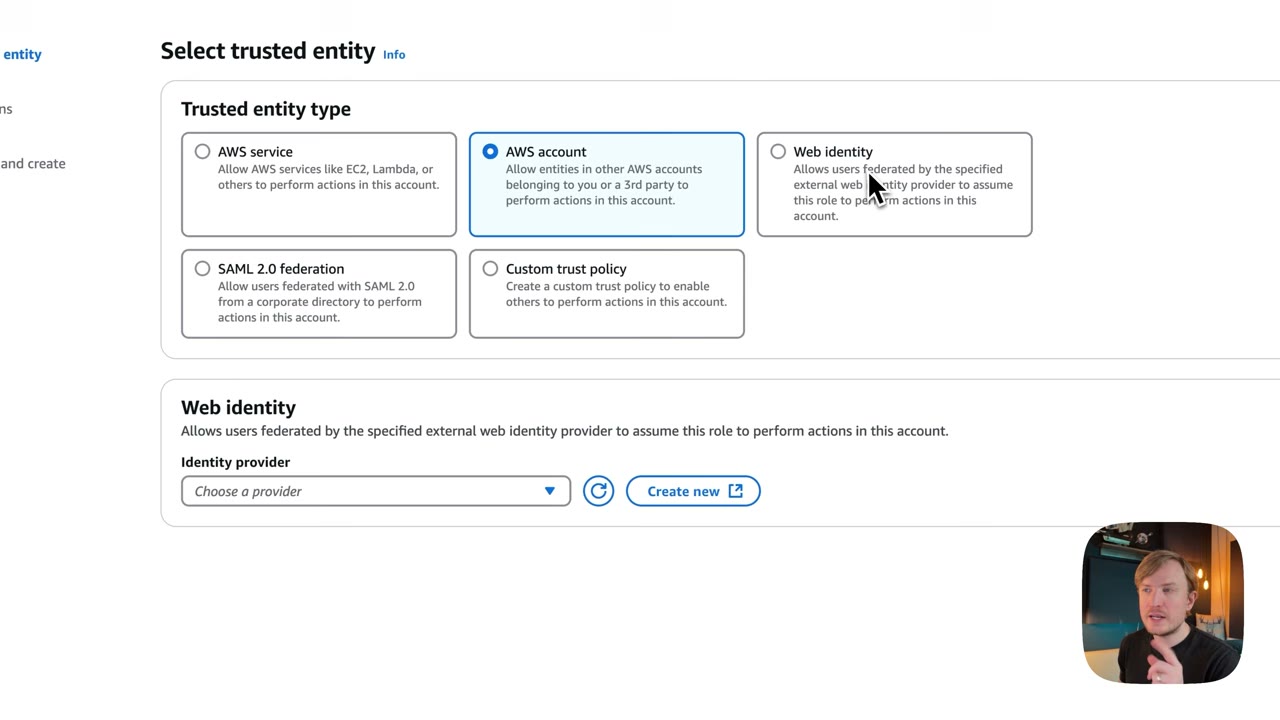 entity
ns
and create
Select trusted entity Info
Trusted entity type
AWS service
Allow AWS services like EC2, Lambda, or
others to perform actions in this account.
AWS account
Allow entities in other AWS accounts
belonging to you or a 3rd party to
perform actions in this account.
Web identity
Allows users federated by the specified
external web identity provider to assume
this role to perform actions in this
account.
SAML 2.0 federation
Allow users federated with SAML 2.0
from a corporate directory to perform
actions in this account.
Custom trust policy
Create a custom trust policy to enable
others to perform actions in this account.
Web identity
Allows users federated by the specified external web identity provider to assume this role to perform actions in this account.
Identity provider
Choose a provider
Create new